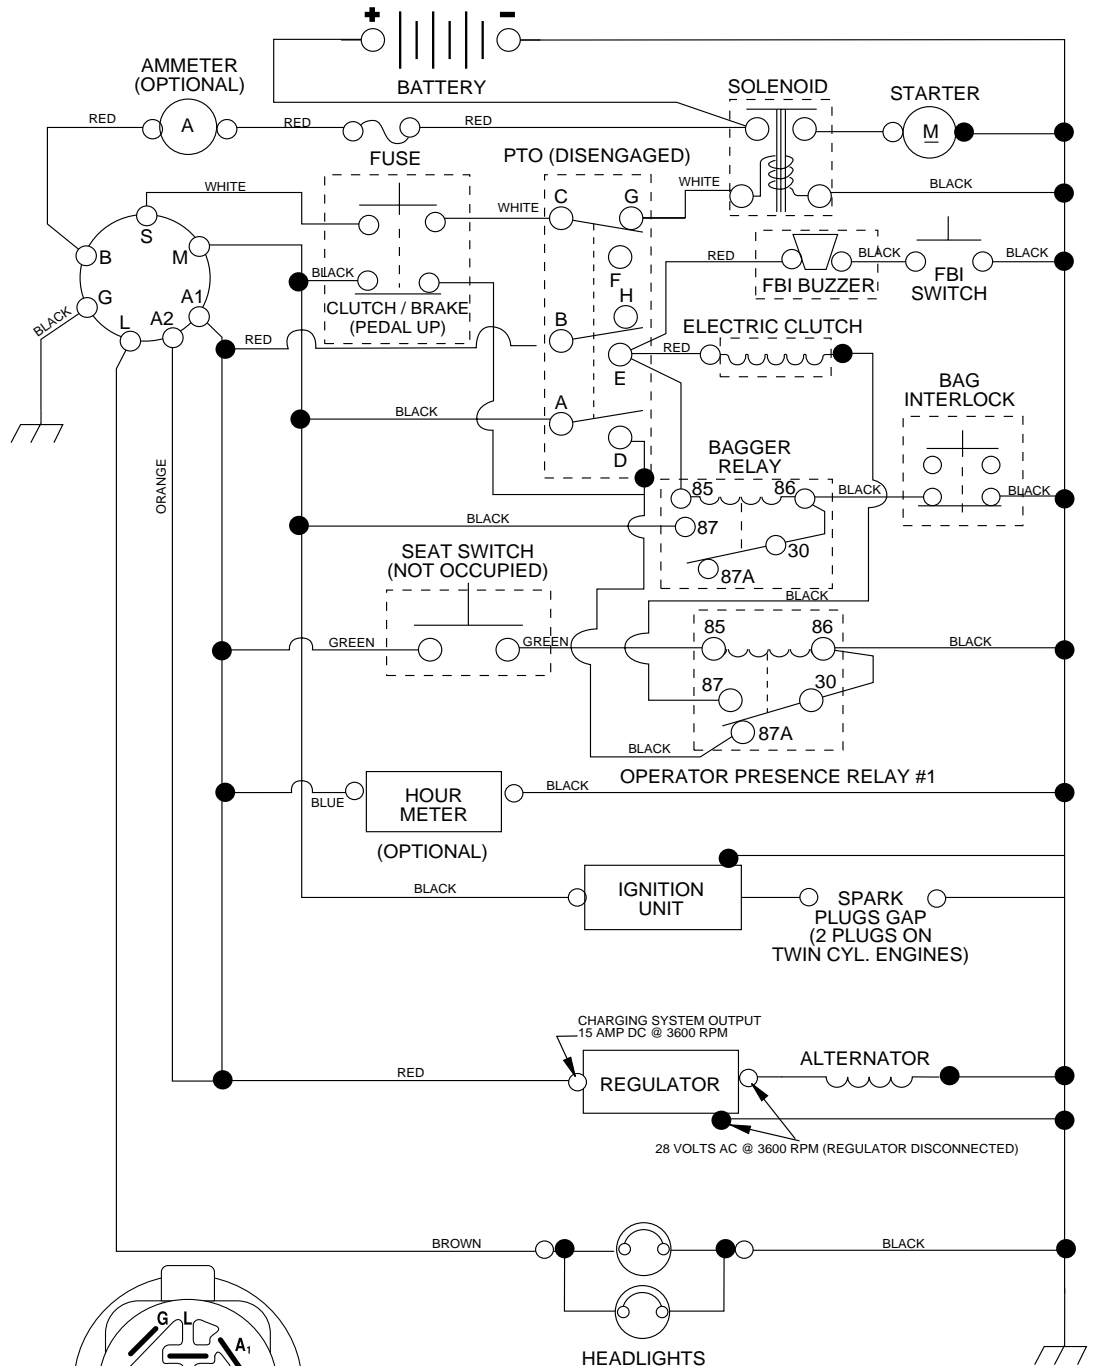 + −
BATTERY
AMMETER
(OPTIONAL)
RED
A
RED
FUSE
RED
SOLENOID
STARTER
M
PTO (DISENGAGED)
WHITE
WHITE
C
G
WHITE
BLACK
S
B
M
G
L
A2
A1
BLACK
BLACK
CLUTCH / BRAKE
(PEDAL UP)
F
H
B
E
A
D
RED
FBI BUZZER
BLACK
FBI
SWITCH
BLACK
RED
RED
ELECTRIC CLUTCH
BAG
INTERLOCK
BLACK
ORANGE
BAGGER
RELAY
85
86
87
30
87A
BLACK
BLACK
BLACK
BLACK
SEAT SWITCH
(NOT OCCUPIED)
GREEN
GREEN
85
86
87
30
87A
BLACK
BLACK
OPERATOR PRESENCE RELAY #1
BLUE
HOUR
METER
(OPTIONAL)
BLACK
BLACK
IGNITION
UNIT
SPARK
PLUGS GAP
(2 PLUGS ON
TWIN CYL. ENGINES)
CHARGING SYSTEM OUTPUT
15 AMP DC @ 3600 RPM
RED
REGULATOR
ALTERNATOR
28 VOLTS AC @ 3600 RPM (REGULATOR DISCONNECTED)
BROWN
BLACK
HEADLIGHTS
G L
A1